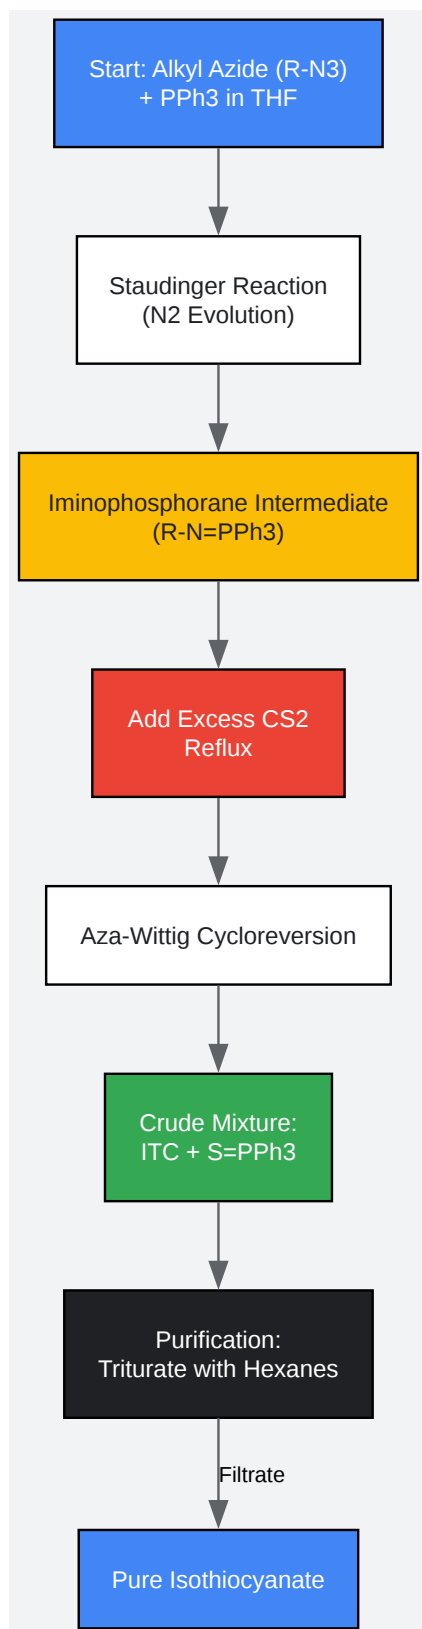 Start: Alkyl Azide (R-N3)
+ PPh3 in THF
Staudinger Reaction
(N2 Evolution)
Iminophosphorane Intermediate
(R-N=PPh3)
Add Excess CS2
Reflux
Aza-Wittig Cycloreversion
Crude Mixture:
ITC + S=PPh3
Purification:
Triturate with Hexanes
Filtrate
Pure Isothiocyanate